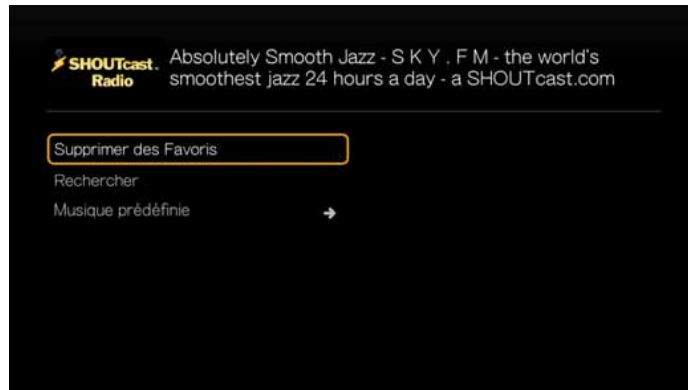 SHOUTcast™
Radio
Absolutely Smooth Jazz - S K Y . F M - the world's
smoothest jazz 24 hours a day - a SHOUTcast.com
Supprimer des Favoris
Rechercher
Musique prédéfinie